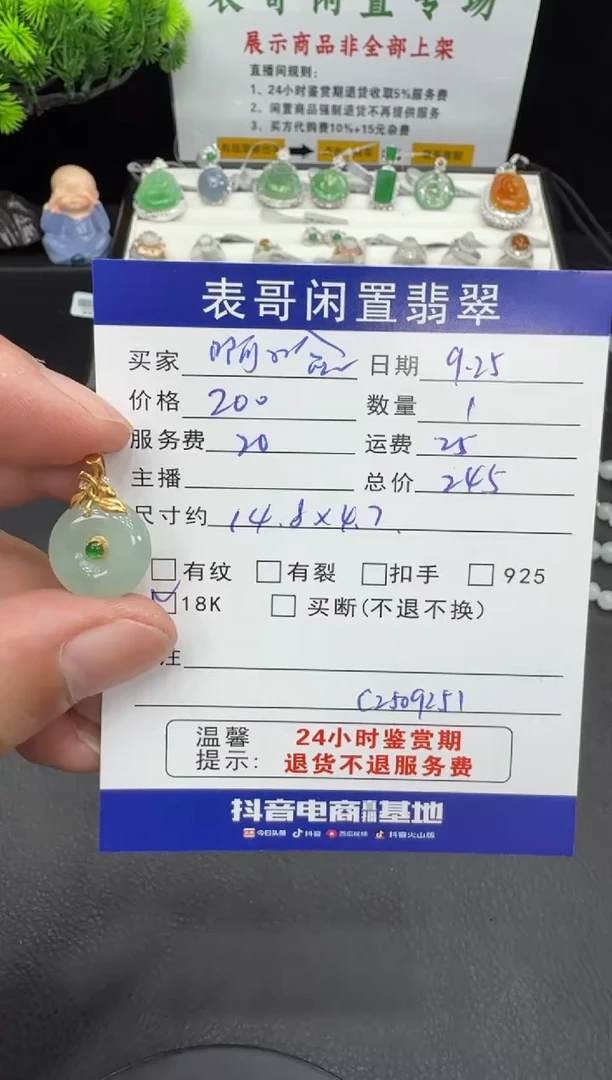 表哥闲置专场
展示商品非全部上架
直播间规则:
1、24小时鉴赏期退货收取5%服务费
2、闲置商品强制退货不再提供服务
3、买方代购费10%+15元杂费
表哥闲置翡翠
买家 日期 9.25
价格 200 数量 1
服务费 20 运费 25
主播 总价 245
尺寸约 14.8×4.7
有纹 有裂 扣手 925
18K 买断(不退不换)
注
C2509251
温馨提示: 24小时鉴赏期
退货不退服务费
抖音电商直播基地
今日头条 抖音 西瓜视频 抖音火山版